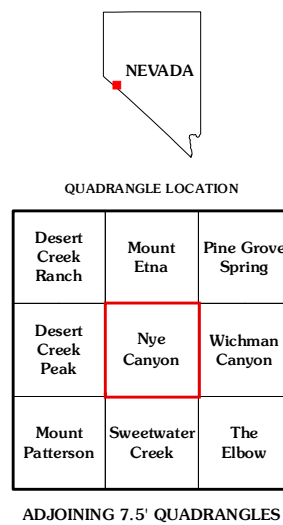 NEVADA
QUADRANGLE LOCATION
Desert
Creek
Ranch
Mount
Etna
Pine Grove
Spring
Desert
Creek
Peak
Nye
Canyon
Wichman
Canyon
Mount
Patterson
Sweetwater
Creek
The
Elbow
ADJOINING 7.5' QUADRANGLES